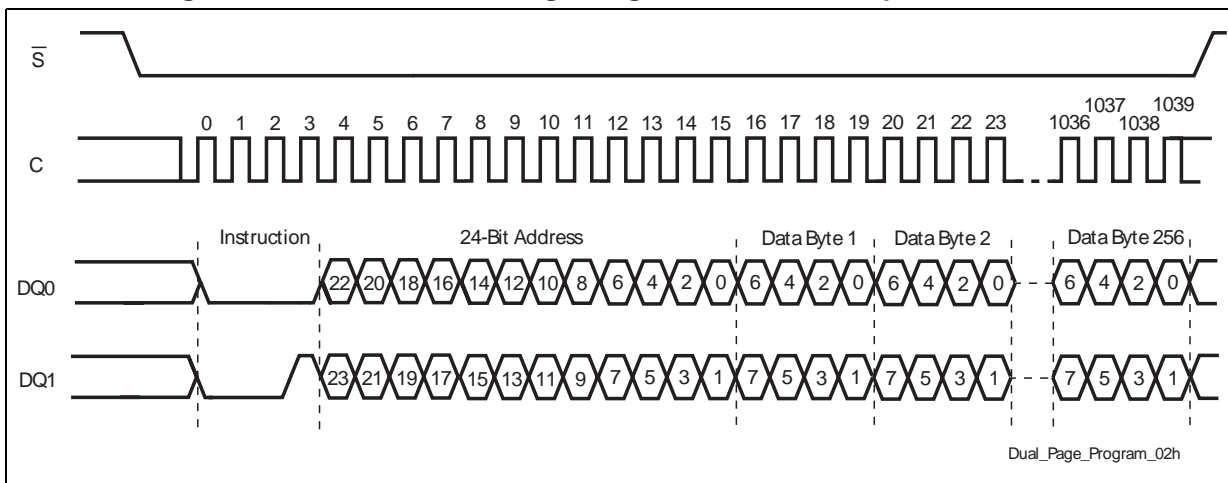 S̅
1037 1039
0 1 2 3 4 5 6 7 8 9 10 11 12 13 14 15 16 17 18 19 20 21 22 23 1036 1038
C
Instruction 24-Bit Address Data Byte 1 Data Byte 2 Data Byte 256
DQ0 22 20 18 16 14 12 10 8 6 4 2 0 6 4 2 0 6 4 2 0 6 4 2 0
DQ1 23 21 19 17 15 13 11 9 7 5 3 1 7 5 3 1 7 5 3 1 7 5 3 1
Dual_Page_Program_02h